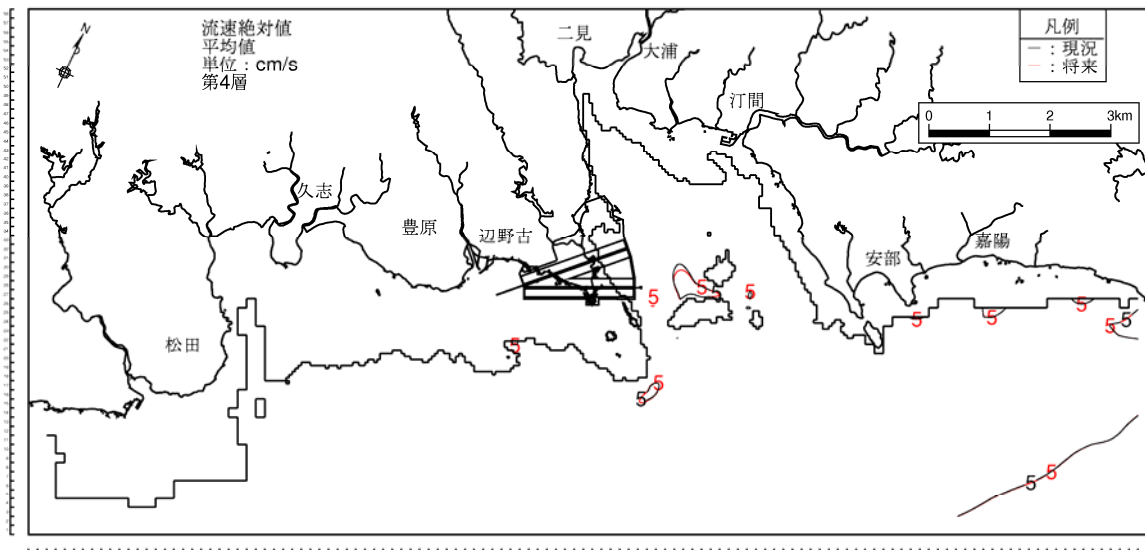 流速絶対値
平均値
単位：cm/s
第4層
N
凡例
－：現況
－：将来
0 1 2 3km
二見
大浦
汀間
久志
豊原
辺野古
安部
嘉陽
松田
5
5
5
5
5
5
5
5
5
5
5
5
5
5